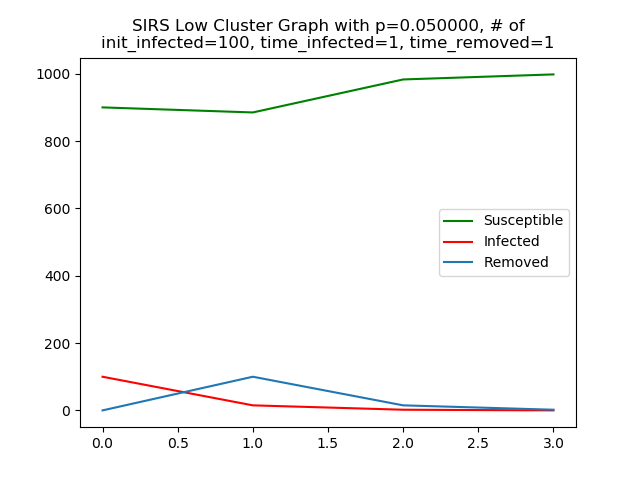 SIRS Low Cluster Graph with p=0.050000, # of
init_infected=100, time_infected=1, time_removed=1
1000
800
600
400
200
0
Susceptible
Infected
Removed
0.0 0.5 1.0 1.5 2.0 2.5 3.0